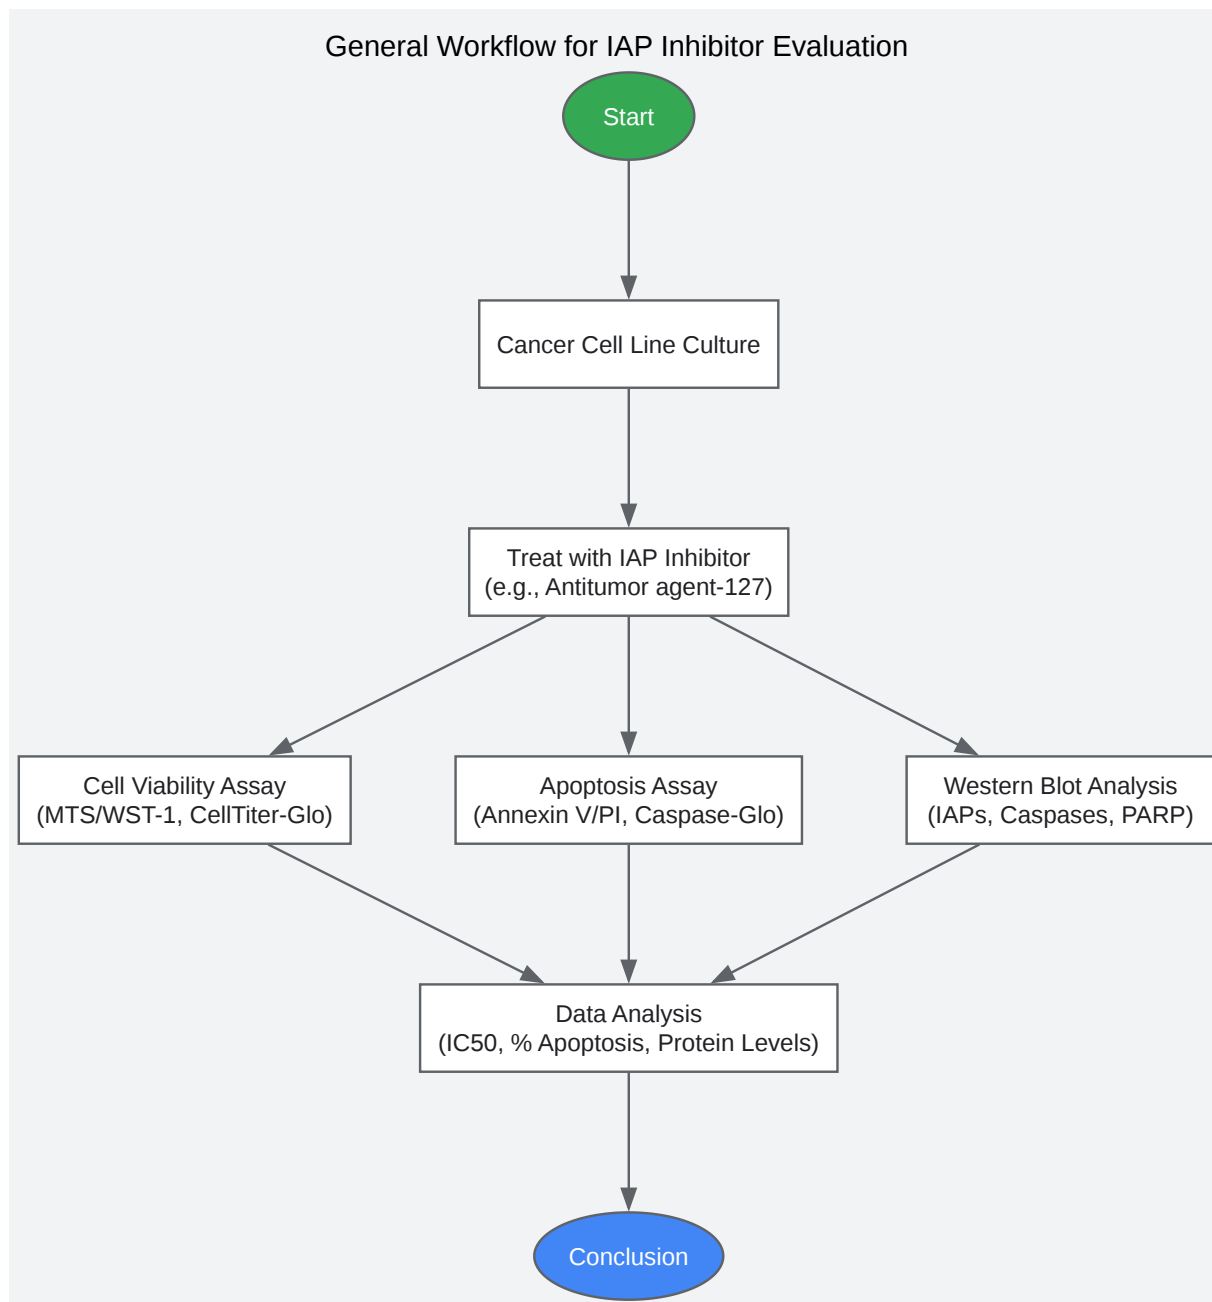 General Workflow for IAP Inhibitor Evaluation
Start
Cancer Cell Line Culture
Treat with IAP Inhibitor
(e.g., Antitumor agent-127)
Cell Viability Assay
(MTS/WST-1, CellTiter-Glo)
Apoptosis Assay
(Annexin V/PI, Caspase-Glo)
Western Blot Analysis
(IAPs, Caspases, PARP)
Data Analysis
(IC50, % Apoptosis, Protein Levels)
Conclusion